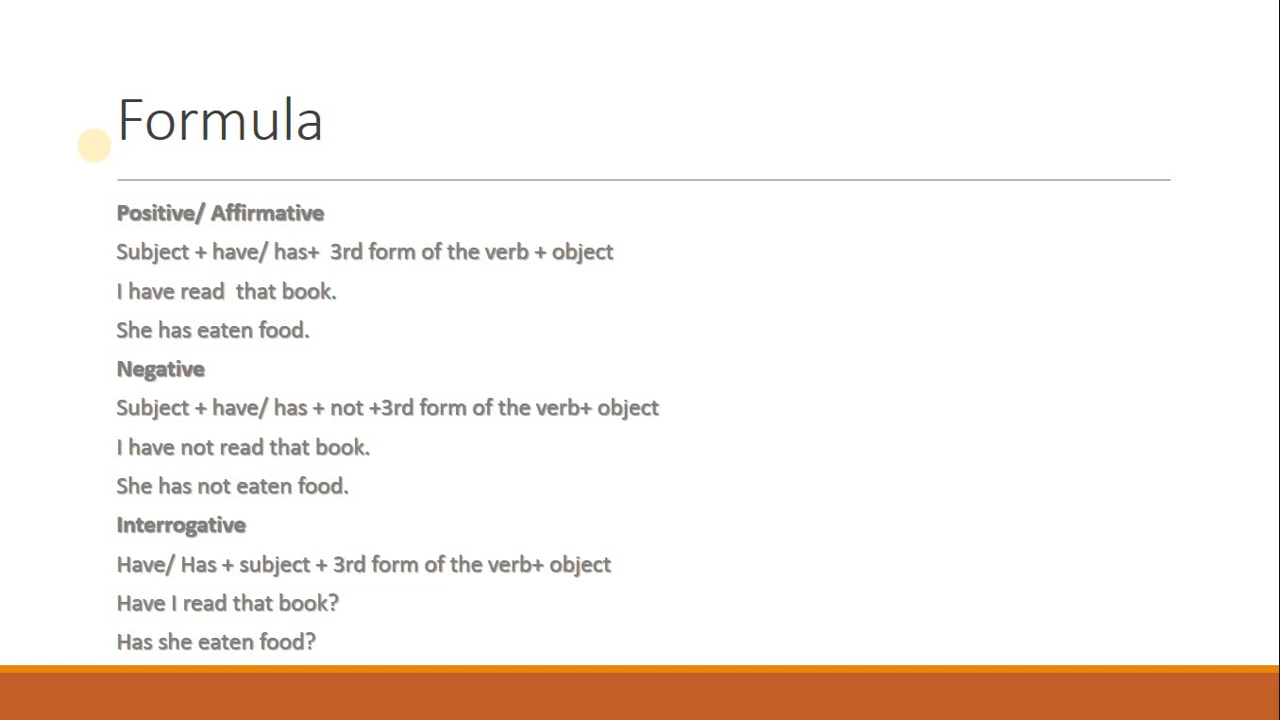 Formula
Positive/ Affirmative
Subject + have/ has+  3rd form of the verb + object
I have read  that book.
She has eaten food.
Negative
Subject + have/ has + not +3rd form of the verb+ object
I have not read that book.
She has not eaten food.
Interrogative
Have/ Has + subject + 3rd form of the verb+ object
Have I read that book?
Has she eaten food?